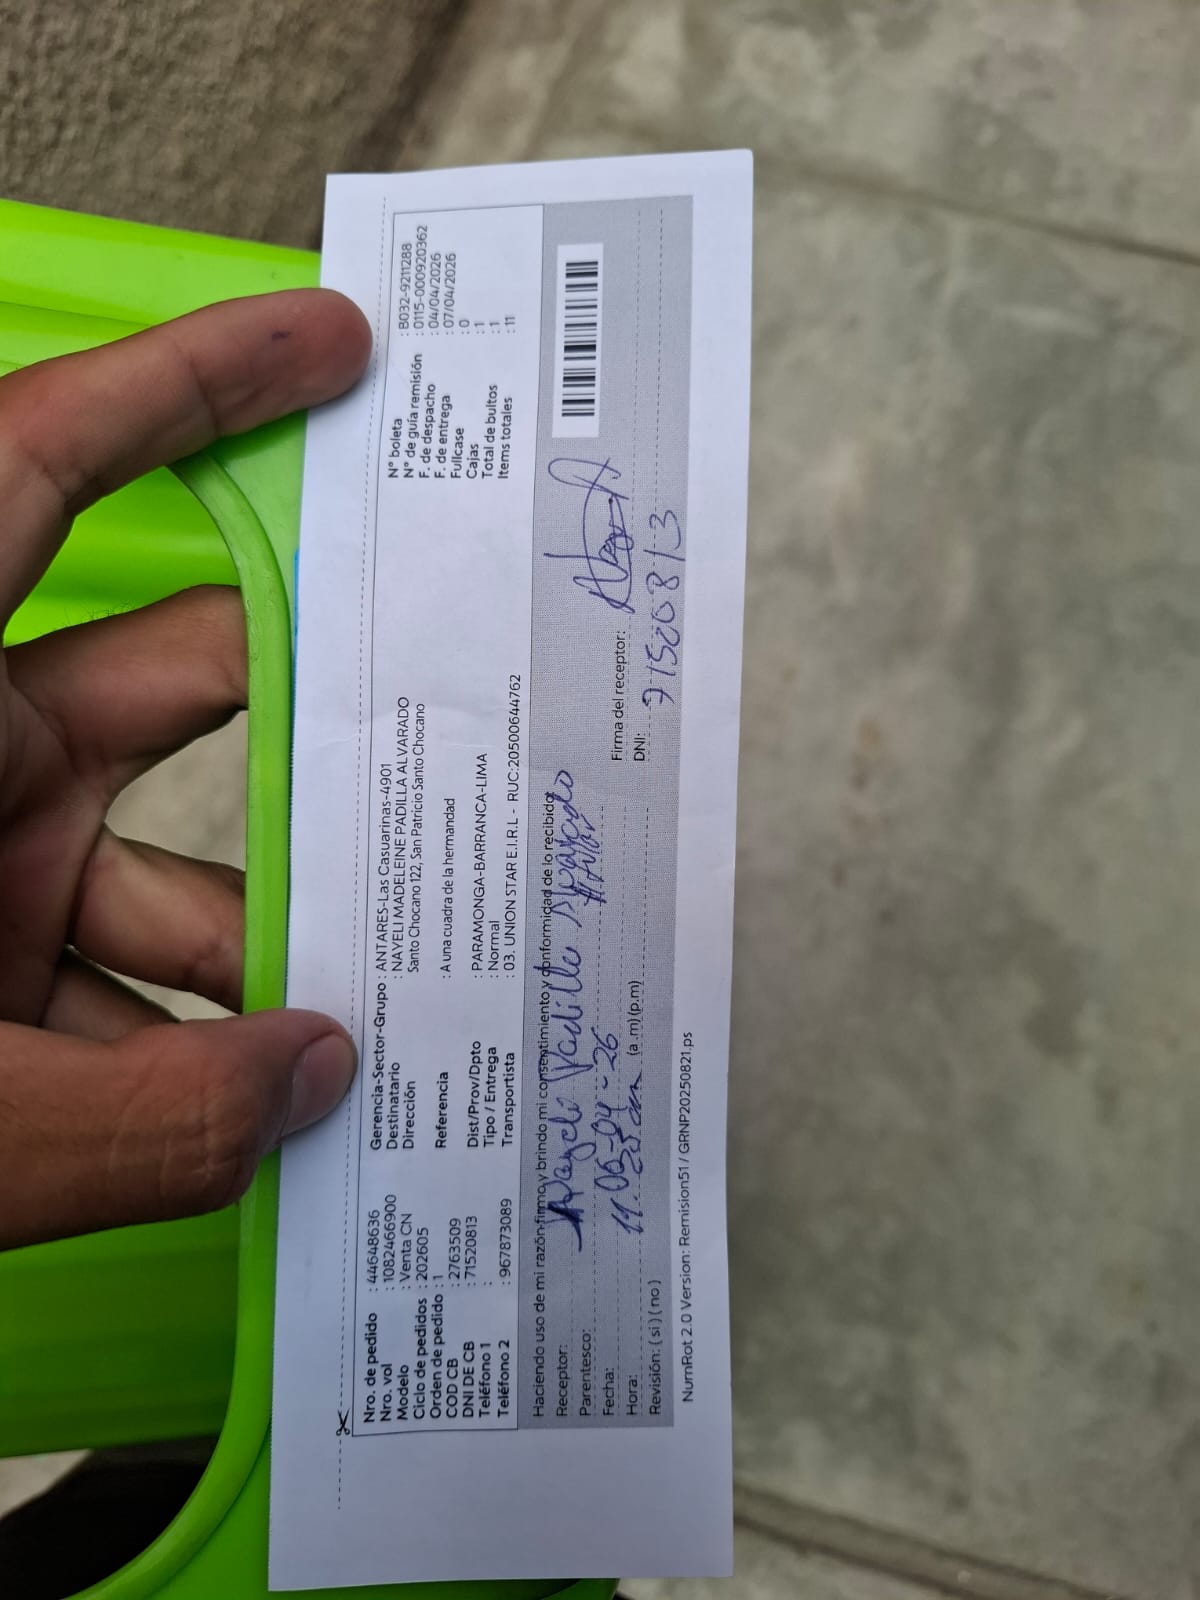 Nro. de pedido : 44648636
Nro. vol : 1082466900
Modelo : Venta CN
Ciclo de pedidos : 202605
Orden de pedido : 1
COD CB : 2763509
DNI DE CB : 71520813
Teléfono 1 :
Teléfono 2 : 967873089
Gerencia-Sector-Grupo : ANTARES-Las Casuarinas-4901
Destinatario : NAYELI MADELEINE PADILLA ALVARADO
Dirección Santo Chocano 122, San Patricio Santo Chocano
Referencia : A una cuadra de la hermandad
Dist/Prov/Dpto : PARAMONGA-BARRANCA-LIMA
Tipo / Entrega : Normal
Transportista : 03. UNION STAR E.I.R.L - RUC:20500644762
N° boleta : B032-9211288
N° de guía remisión : 0115-000920362
F. de despacho : 04/04/2026
F. de entrega : 07/04/2026
Fullcase : 0
Cajas : 1
Total de bultos : 1
Items totales : 11
Haciendo uso de mi razón firmo y brindo mi consentimiento y conformidad de lo recibido:
Receptor: Padilla Alvarado
Parentesco: titular
Fecha: 06-04-26
Hora: (a.m)(p.m)
Revisión: (si)(no)
Firma del receptor:
DNI: 71520813
NumRot 2.0 Version: Remision51 / GRNP20250821.ps